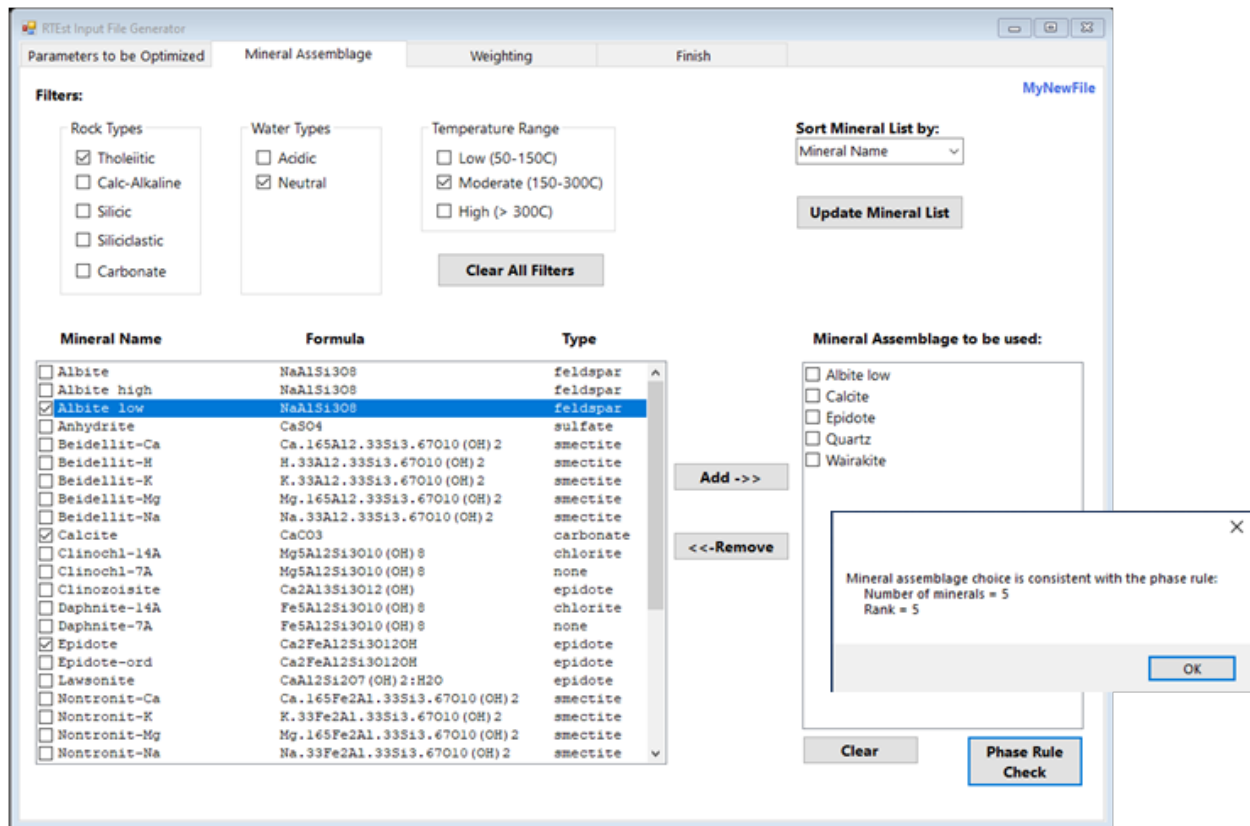 RTEst Input File Generator
Parameters to be Optimized Mineral Assemblage Weighting Finish
MyNewFile
Filters:
Rock Types
Tholeiitic
Calc-Alkaline
Silicic
Siliciclastic
Carbonate
Water Types
Acidic
Neutral
Temperature Range
Low (50-150C)
Moderate (150-300C)
High (> 300C)
Clear All Filters
Sort Mineral List by:
Mineral Name
Update Mineral List
Mineral Name Formula Type
Albite NaAlSi3O8 feldspar
Albite high NaAlSi3O8 feldspar
Albite low NaAlSi3O8 feldspar
Anhydrite CaSO4 sulfate
Beidellit-Ca Ca.165Al2.33Si3.67O10(OH)2 smectite
Beidellit-H H.33Al2.33Si3.67O10(OH)2 smectite
Beidellit-K K.33Al2.33Si3.67O10(OH)2 smectite
Beidellit-Mg Mg.165Al2.33Si3.67O10(OH)2 smectite
Beidellit-Na Na.33Al2.33Si3.67O10(OH)2 smectite
Calcite CaCO3 carbonate
Clinochl-14A Mg5Al2Si3O10(OH)8 chlorite
Clinochl-7A Mg5Al2Si3O10(OH)8 none
Clinozoisite Ca2Al3Si3O12(OH) epidote
Daphnite-14A Fe5Al2Si3O10(OH)8 chlorite
Daphnite-7A Fe5Al2Si3O10(OH)8 none
Epidote Ca2FeAl2Si3O12OH epidote
Epidote-ord Ca2FeAl2Si3O12OH epidote
Lawsonite CaAl2Si2O7(OH)2:H2O epidote
Nontronit-Ca Ca.165Fe2Al.33Si3.67O10(OH)2 smectite
Nontronit-K K.33Fe2Al.33Si3.67O10(OH)2 smectite
Nontronit-Mg Mg.165Fe2Al.33Si3.67O10(OH)2 smectite
Nontronit-Na Na.33Fe2Al.33Si3.67O10(OH)2 smectite
Add ->>
<<-Remove
Mineral Assemblage to be used:
Albite low
Calcite
Epidote
Quartz
Wairakite
Mineral assemblage choice is consistent with the phase rule:
Number of minerals = 5
Rank = 5
OK
Clear
Phase Rule
Check